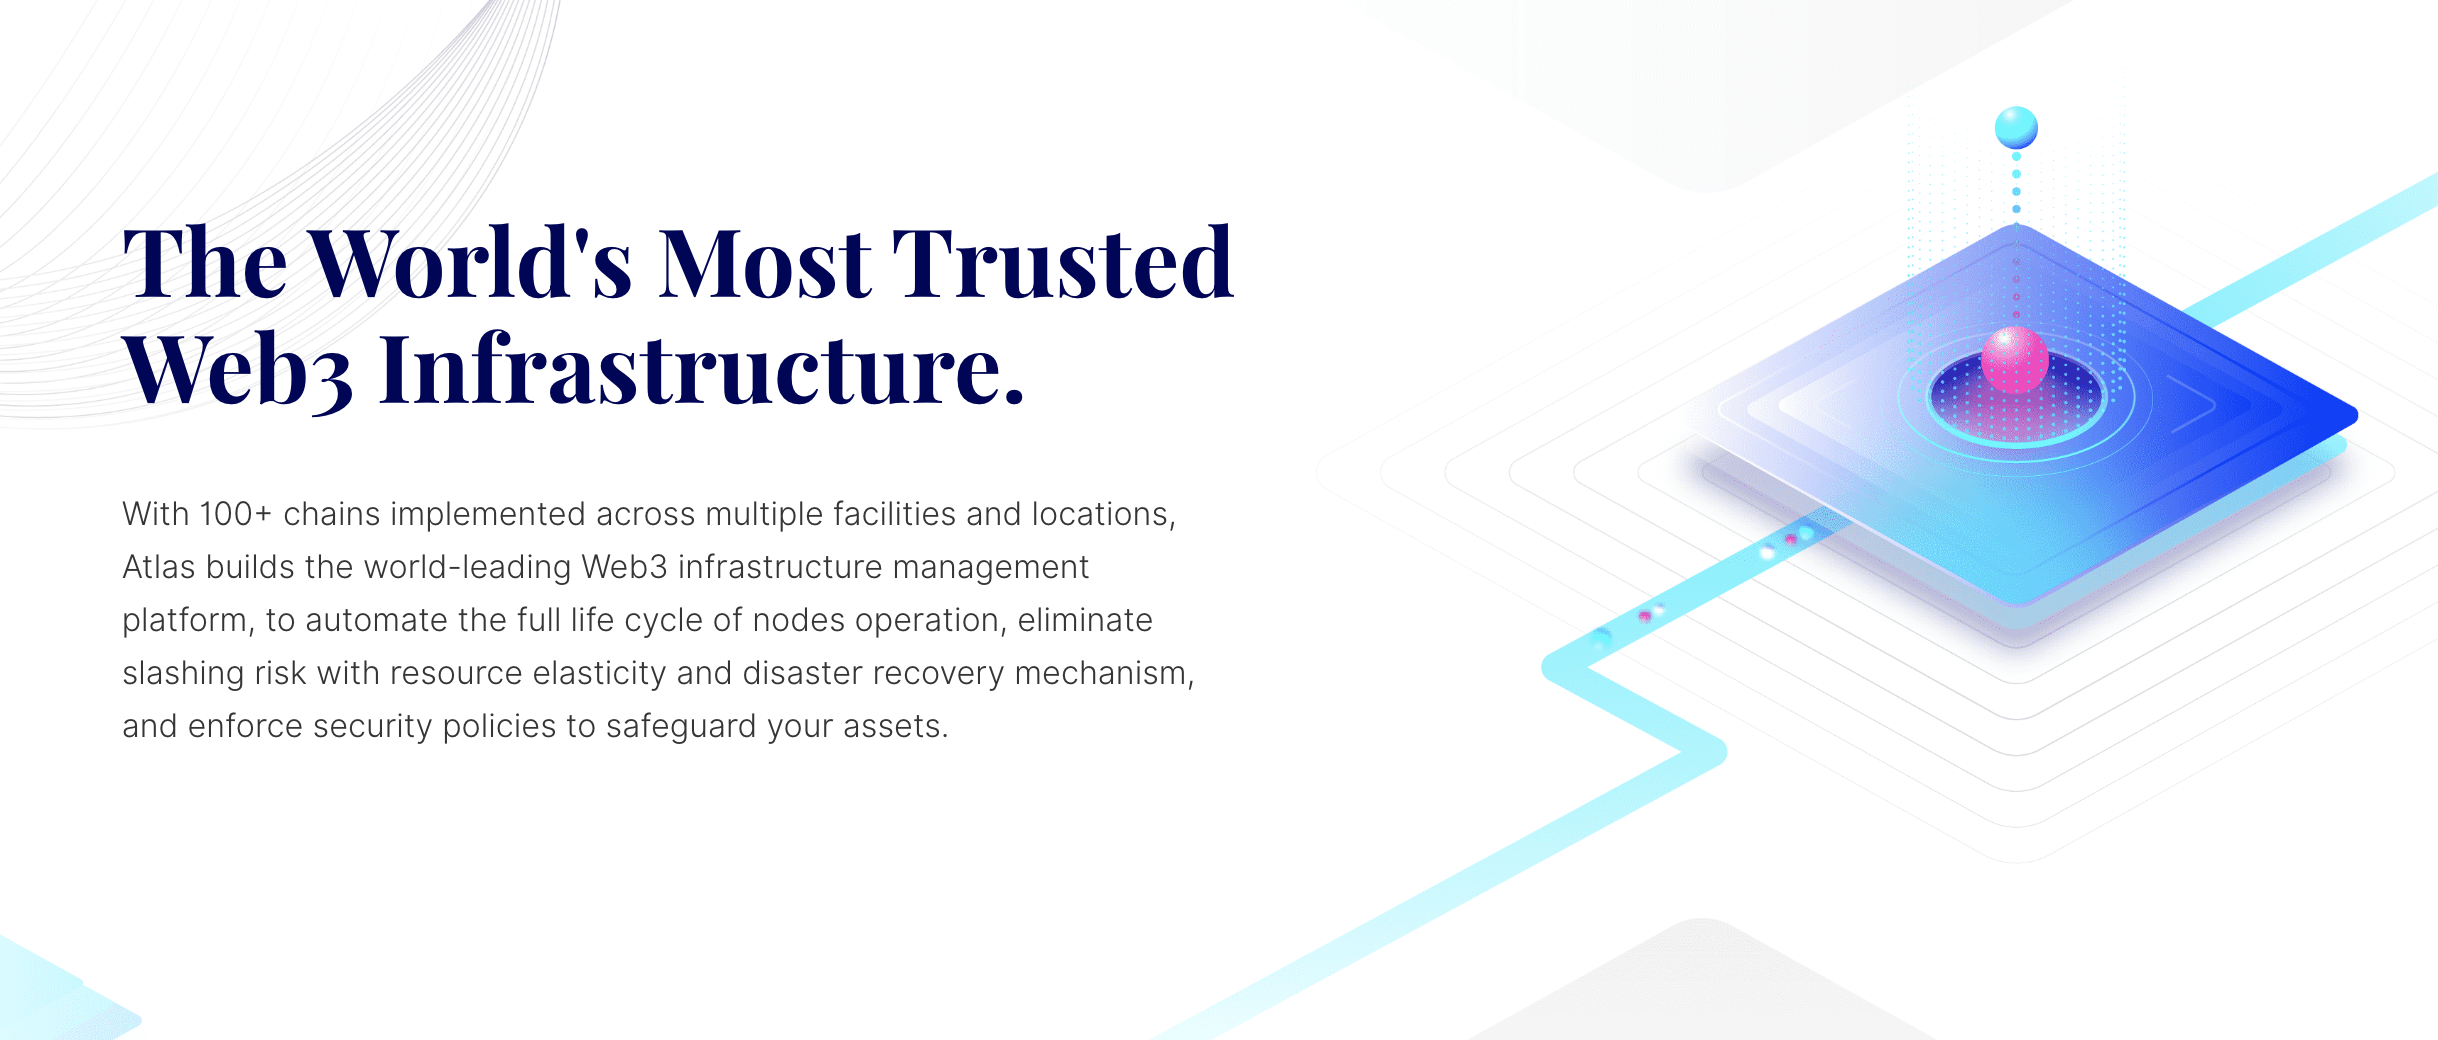 The World's Most Trusted
Web3 Infrastructure.
With 100+ chains implemented across multiple facilities and locations,
Atlas builds the world-leading Web3 infrastructure management
platform, to automate the full life cycle of nodes operation, eliminate
slashing risk with resource elasticity and disaster recovery mechanism,
and enforce security policies to safeguard your assets.